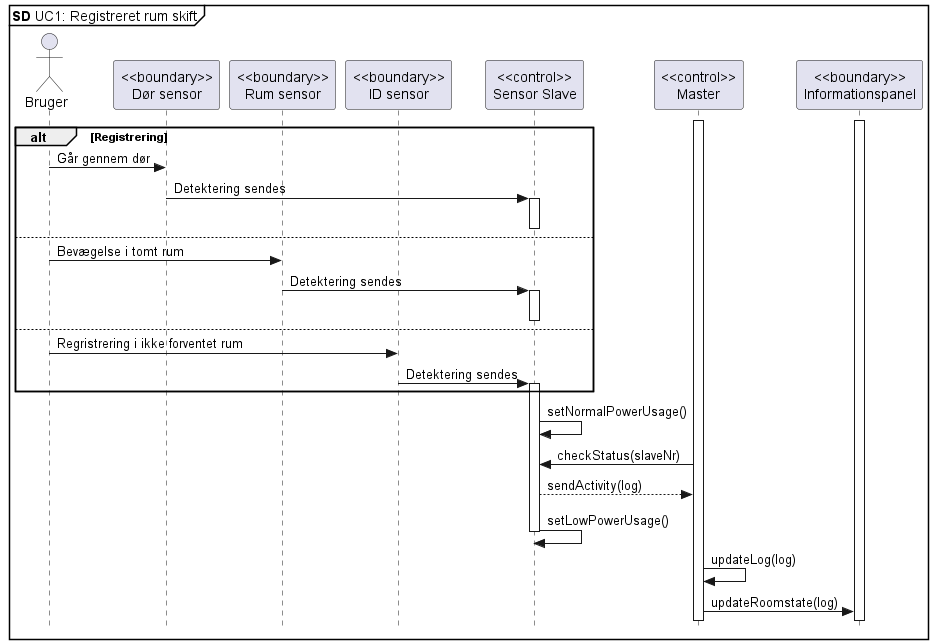 SD UC1: Registreret rum skift
Bruger
<<boundary>>
Dør sensor
<<boundary>>
Rum sensor
<<boundary>>
ID sensor
<<control>>
Sensor Slave
<<control>>
Master
<<boundary>>
Informationspanel
alt [Registrering]
Går gennem dør
Detektering sendes
Bevægelse i tomt rum
Detektering sendes
Regristrering i ikke forventet rum
Detektering sendes
setNormalPowerUsage()
checkStatus(slaveNr)
sendActivity(log)
setLowPowerUsage()
updateLog(log)
updateRoomstate(log)